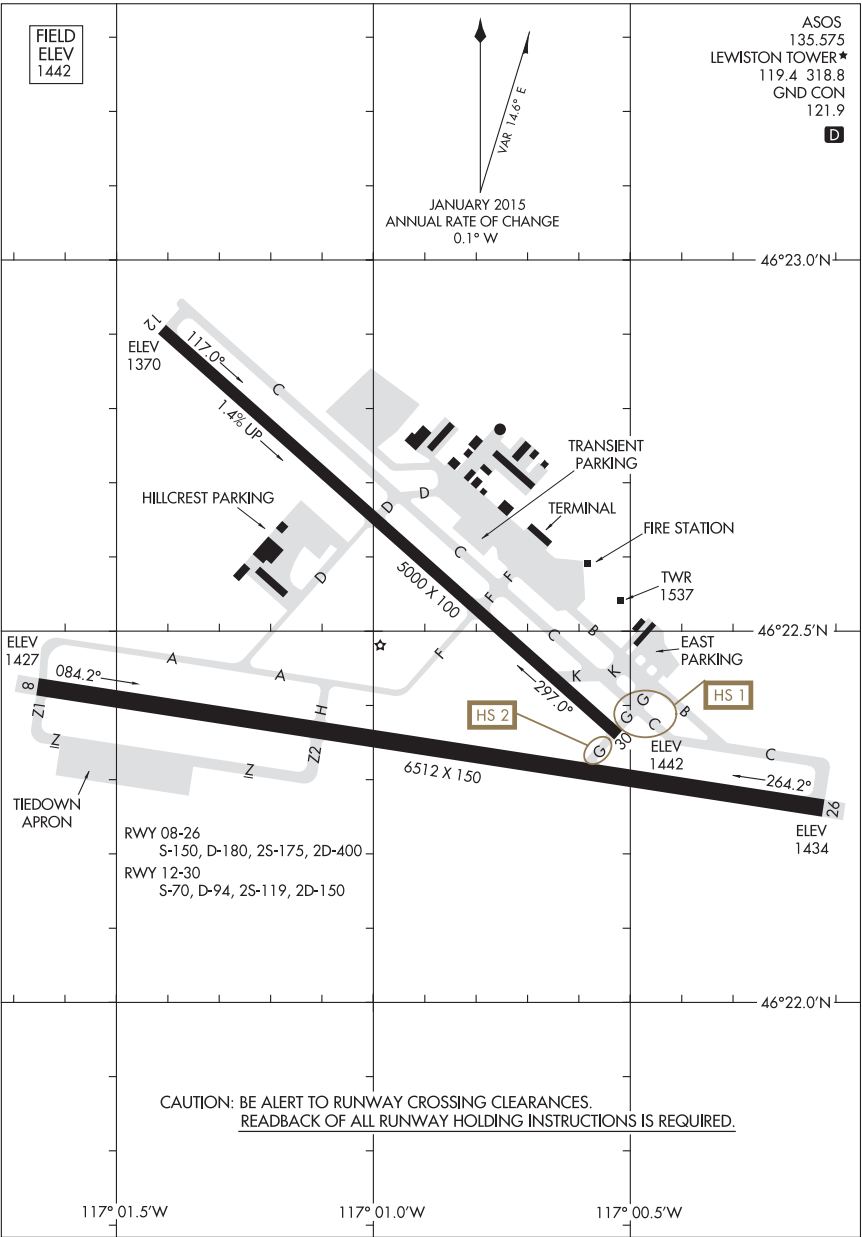 FIELD
ELEV
1442
ASOS
135.575
LEWISTON TOWER★
119.4 318.8
GND CON
121.9
D
VAR 14.6° E
JANUARY 2015
ANNUAL RATE OF CHANGE
0.1° W
46°23.0'N
12
ELEV
1370
117.0°
1.4% UP
C
TRANSIENT
PARKING
HILLCREST PARKING
D
D
TERMINAL
FIRE STATION
C
5000 X 100
D
F
F
TWR
1537
46°22.5'N
C
B
EAST
PARKING
ELEV
1427
084.2°
A
A
F
K
K
297.0°
8
Z1
H
HS 2
HS 1
G
G
G
C
B
30
ELEV
1442
C
Z
Z
Z2
6512 X 150
264.2°
26
ELEV
1434
TIEDOWN
APRON
RWY 08-26
S-150, D-180, 2S-175, 2D-400
RWY 12-30
S-70, D-94, 2S-119, 2D-150
46°22.0'N
CAUTION: BE ALERT TO RUNWAY CROSSING CLEARANCES.
READBACK OF ALL RUNWAY HOLDING INSTRUCTIONS IS REQUIRED.
117° 01.5'W
117° 01.0'W
117° 00.5'W